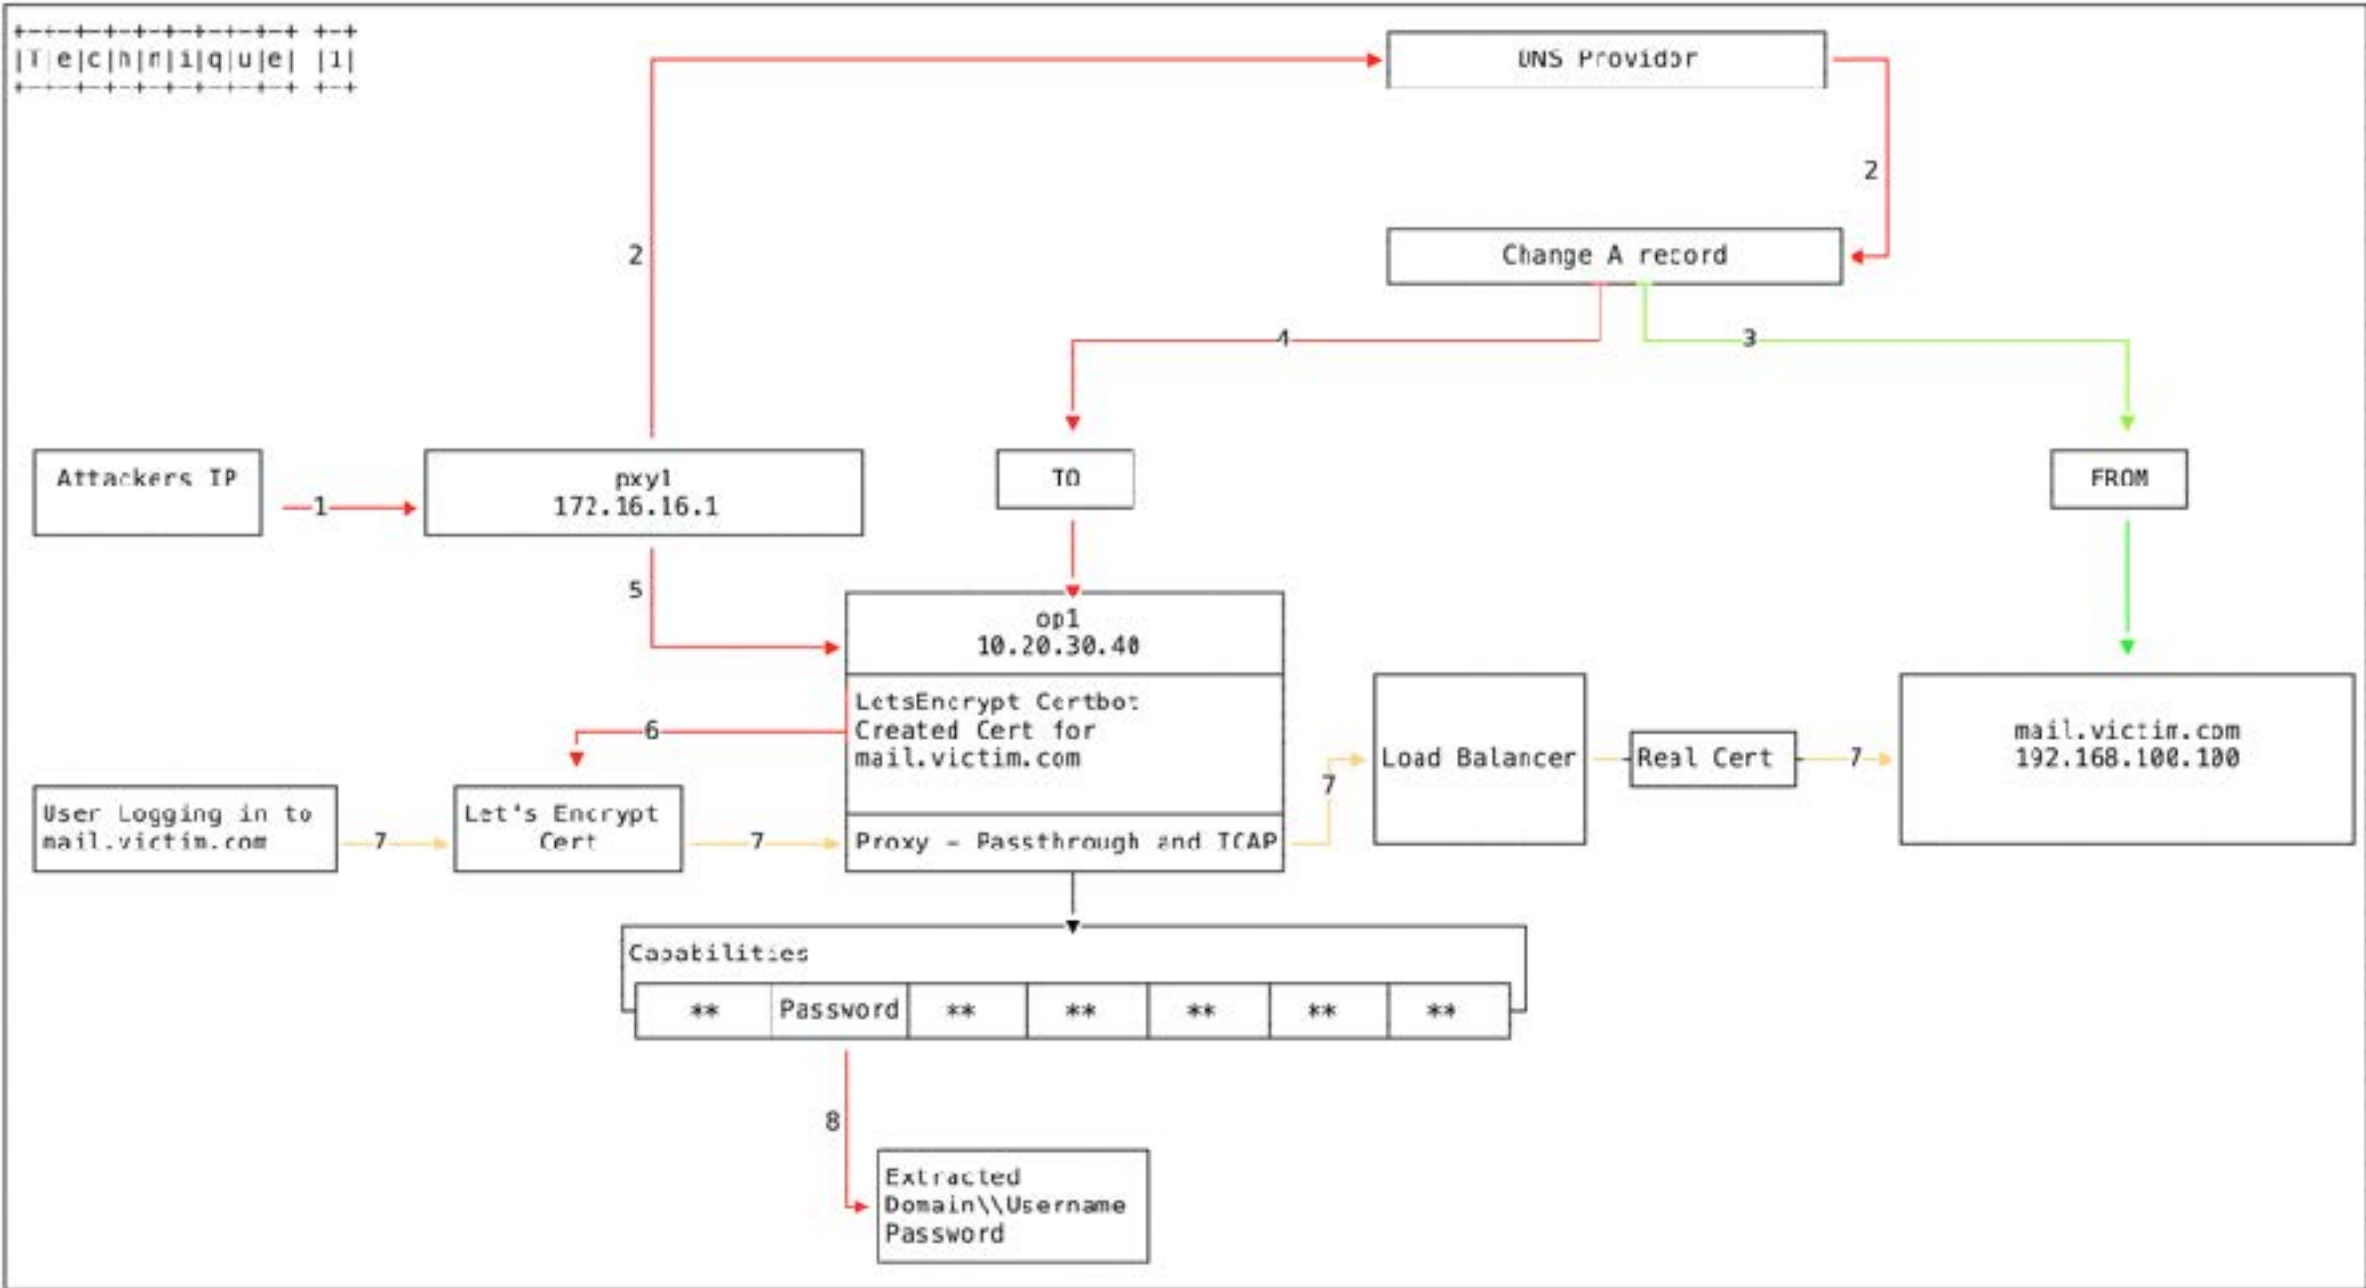 +-+-+-+-+-+-+-+-+-+ +-+
|T|e|c|h|n|i|q|u|e| |1|
+-+-+-+-+-+-+-+-+-+ +-+
DNS Provider
2
2
Change A record
4
3
Attackers IP
1
pxy1
172.16.16.1
TO
FROM
5
op1
10.20.30.40
LetsEncrypt Certbot
Created Cert for
mail.victim.com
6
Load Balancer
Real Cert
7
mail.victim.com
192.168.100.100
7
User Logging in to
mail.victim.com
7
Let's Encrypt
Cert
7
Proxy - Passthrough and ICAP
Capabilities
** Password ** ** ** ** **
8
Extracted
Domain\\Username
Password